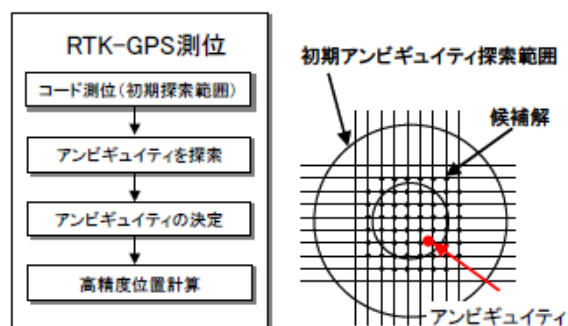 RTK-GPS測位
コード測位(初期探索範囲)
アンビギュイティを探索
アンビギュイティの決定
高精度位置計算
初期アンビギュイティ探索範囲
候補解
アンビギュイティ